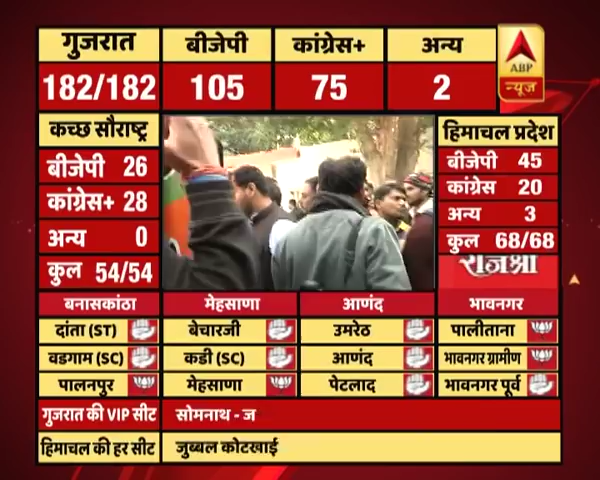 गुजरात बीजेपी कांग्रेस+ अन्य
182/182 105 75 2
ABP
न्यूज़
कच्छ सौराष्ट्र
बीजेपी 26
कांग्रेस+ 28
अन्य 0
कुल 54/54
हिमाचल प्रदेश
बीजेपी 45
कांग्रेस 20
अन्य 3
कुल 68/68
राजश्री
बनासकांठा मेहसाणा आणंद भावनगर
दांता (ST) बेचारजी उमरेठ पालीताना
वडगाम (SC) कडी (SC) आणंद भावनगर ग्रामीण
पालनपुर मेहसाणा पेटलाद भावनगर पूर्व
गुजरात की VIP सीट सोमनाथ - ज
हिमाचल की हर सीट जुब्बल कोटखाई